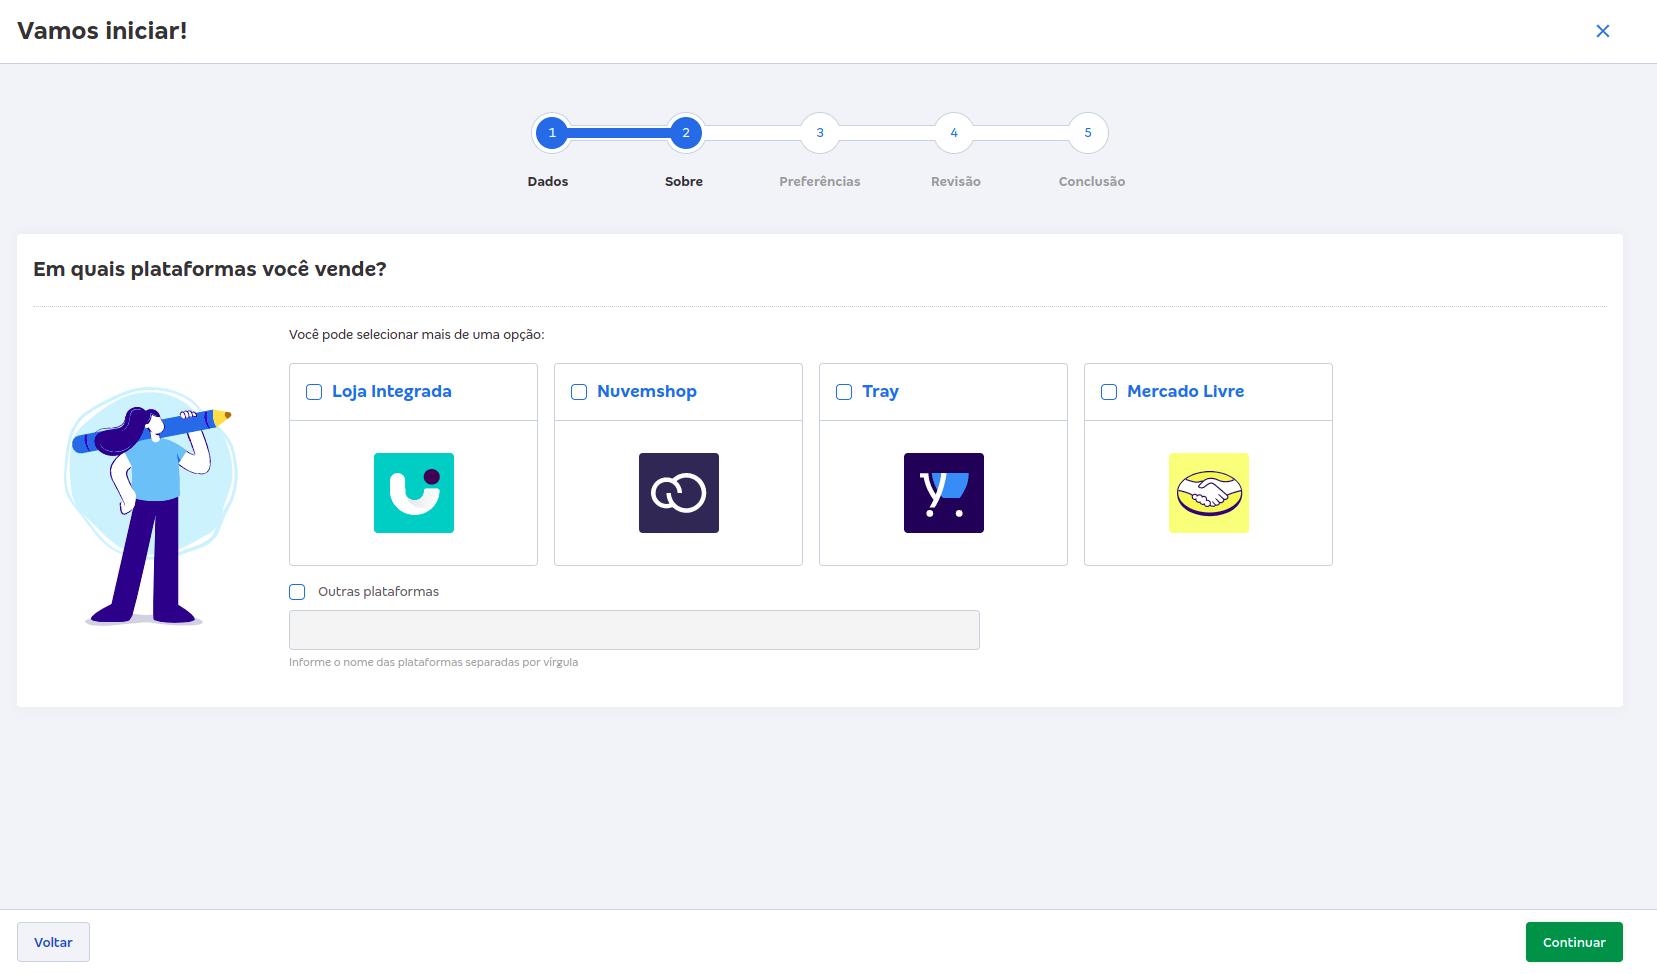 Vamos iniciar!
1 2 3 4 5
Dados Sobre Preferências Revisão Conclusão
Em quais plataformas você vende?
Você pode selecionar mais de uma opção:
Loja Integrada Nuvemshop Tray Mercado Livre
Outras plataformas
Informe o nome das plataformas separadas por vírgula
Voltar Continuar